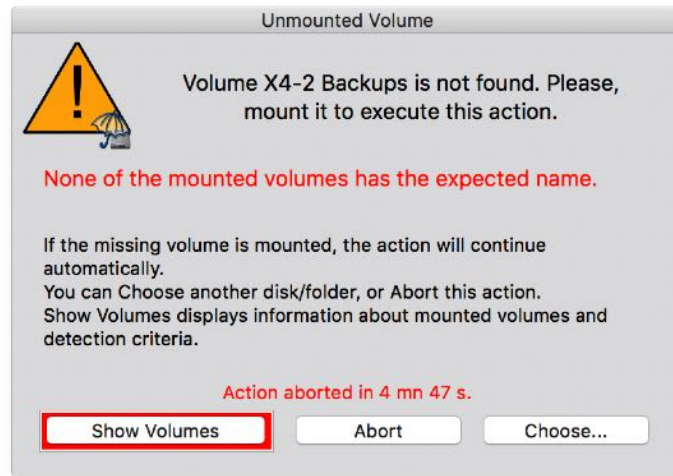 Unmounted Volume
Volume X4-2 Backups is not found. Please,
mount it to execute this action.
None of the mounted volumes has the expected name.
If the missing volume is mounted, the action will continue
automatically.
You can Choose another disk/folder, or Abort this action.
Show Volumes displays information about mounted volumes and
detection criteria.
Action aborted in 4 mn 47 s.
Show Volumes Abort Choose...